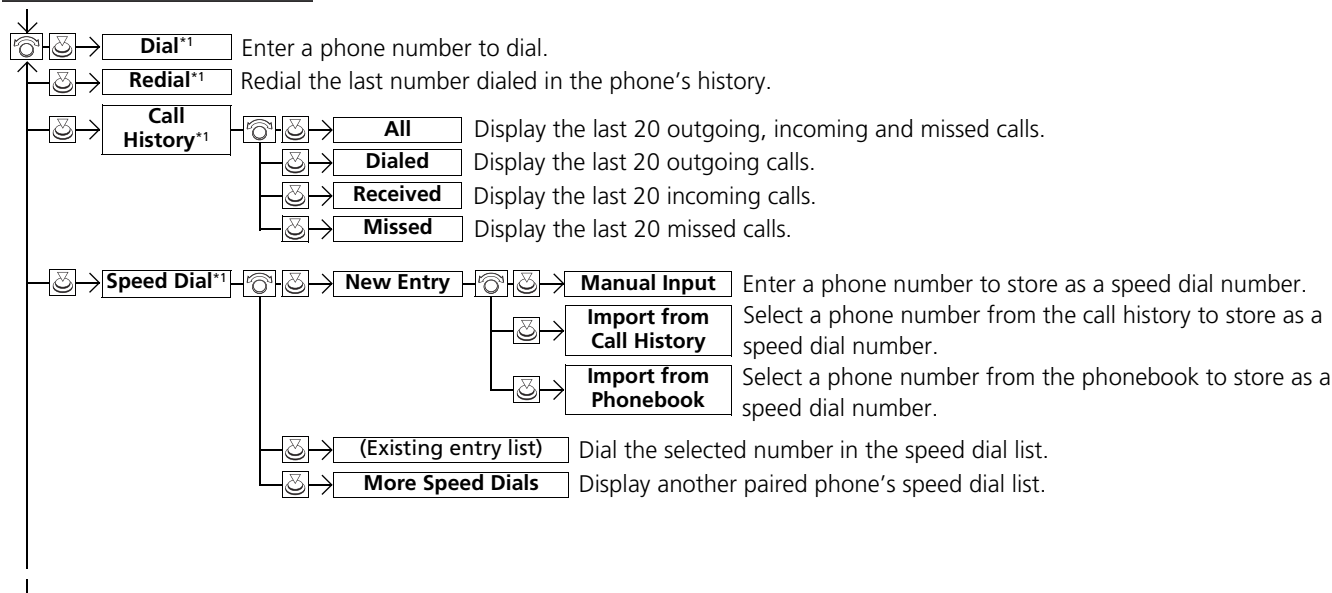 Dial*1 Enter a phone number to dial.
Redial*1 Redial the last number dialed in the phone’s history.
Call
History*1
All Display the last 20 outgoing, incoming and missed calls.
Dialed Display the last 20 outgoing calls.
Received Display the last 20 incoming calls.
Missed Display the last 20 missed calls.
Speed Dial*1 New Entry Manual Input Enter a phone number to store as a speed dial number.
Import from
Call History
Select a phone number from the call history to store as a
speed dial number.
Import from
Phonebook
Select a phone number from the phonebook to store as a
speed dial number.
(Existing entry list) Dial the selected number in the speed dial list.
More Speed Dials Display another paired phone’s speed dial list.